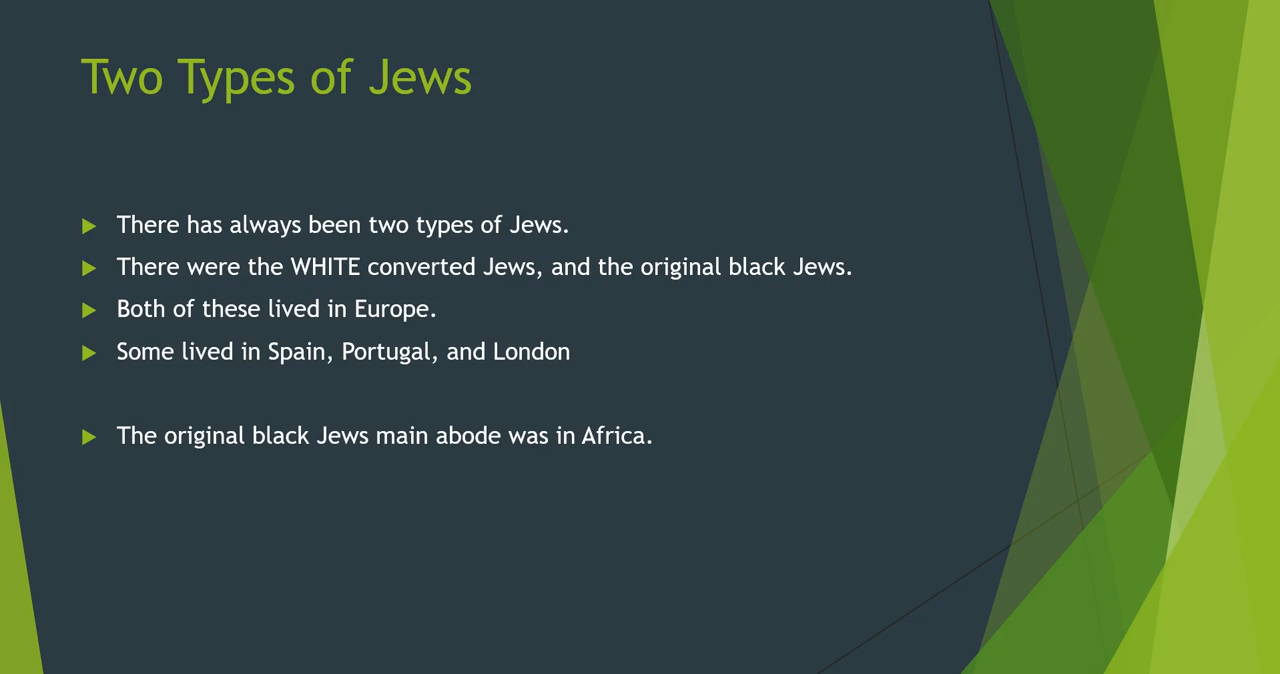 Two Types of Jews
There has always been two types of Jews.
There were the WHITE converted Jews, and the original black Jews.
Both of these lived in Europe.
Some lived in Spain, Portugal, and London
The original black Jews main abode was in Africa.